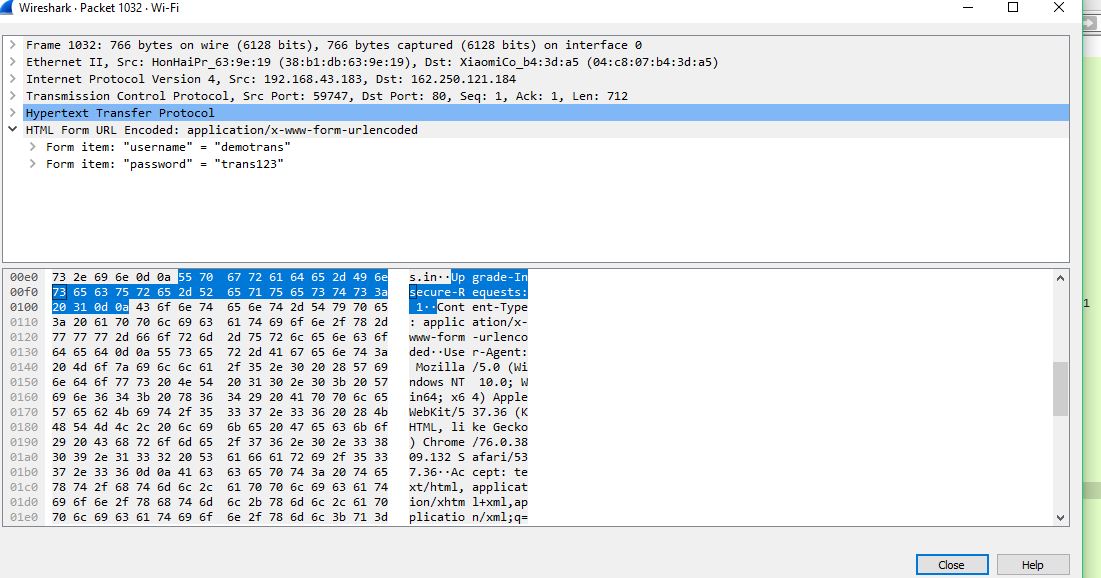 Wireshark · Packet 1032 · Wi-Fi
Frame 1032: 766 bytes on wire (6128 bits), 766 bytes captured (6128 bits) on interface 0
Ethernet II, Src: HonHaiPr_63:9e:19 (38:b1:db:63:9e:19), Dst: XiaomiCo_b4:3d:a5 (04:c8:07:b4:3d:a5)
Internet Protocol Version 4, Src: 192.168.43.183, Dst: 162.250.121.184
Transmission Control Protocol, Src Port: 59747, Dst Port: 80, Seq: 1, Ack: 1, Len: 712
Hypertext Transfer Protocol
HTML Form URL Encoded: application/x-www-form-urlencoded
Form item: "username" = "demotrans"
Form item: "password" = "trans123"
00e0 73 2e 69 6e 0d 0a 55 70 67 72 61 64 65 2d 49 6e s.in··Up grade-In
00f0 73 65 63 75 72 65 2d 52 65 71 75 65 73 74 73 3a secure-R equests:
0100 20 31 0d 0a 43 6f 6e 74 65 6e 74 2d 54 79 70 65 1··Cont ent-Type
0110 3a 20 61 70 70 6c 69 63 61 74 69 6f 6e 2f 78 2d : applic ation/x-
0120 77 77 77 2d 66 6f 72 6d 2d 75 72 6c 65 6e 63 6f www-form -urlenco
0130 64 65 64 0d 0a 55 73 65 72 2d 41 67 65 6e 74 3a ded··Use r-Agent:
0140 20 4d 6f 7a 69 6c 6c 61 2f 35 2e 30 20 28 57 69 Mozilla /5.0 (Wi
0150 6e 64 6f 77 73 20 4e 54 20 31 30 2e 30 3b 20 57 ndows NT 10.0; W
0160 69 6e 36 34 3b 20 78 36 34 29 20 41 70 70 6c 65 in64; x6 4) Apple
0170 57 65 62 4b 69 74 2f 35 33 37 2e 33 36 20 28 4b WebKit/5 37.36 (K
0180 48 54 4d 4c 2c 20 6c 69 6b 65 20 47 65 63 6b 6f HTML, li ke Gecko
0190 29 20 43 68 72 6f 6d 65 2f 37 36 2e 30 2e 33 38 ) Chrome /76.0.38
01a0 30 39 2e 31 33 32 20 53 61 66 61 72 69 2f 35 33 09.132 S afari/53
01b0 37 2e 33 36 0d 0a 41 63 63 65 70 74 3a 20 74 65 7.36··Ac cept: te
01c0 78 74 2f 68 74 6d 6c 2c 61 70 70 6c 69 63 61 74 xt/html, applicat
01d0 69 6f 6e 2f 78 68 74 6d 6c 2b 78 6d 6c 2c 61 70 ion/xhtm l+xml,ap
01e0 70 6c 69 63 61 74 69 6f 6e 2f 78 6d 6c 3b 71 3d plicatio n/xml;q=
1
Close Help